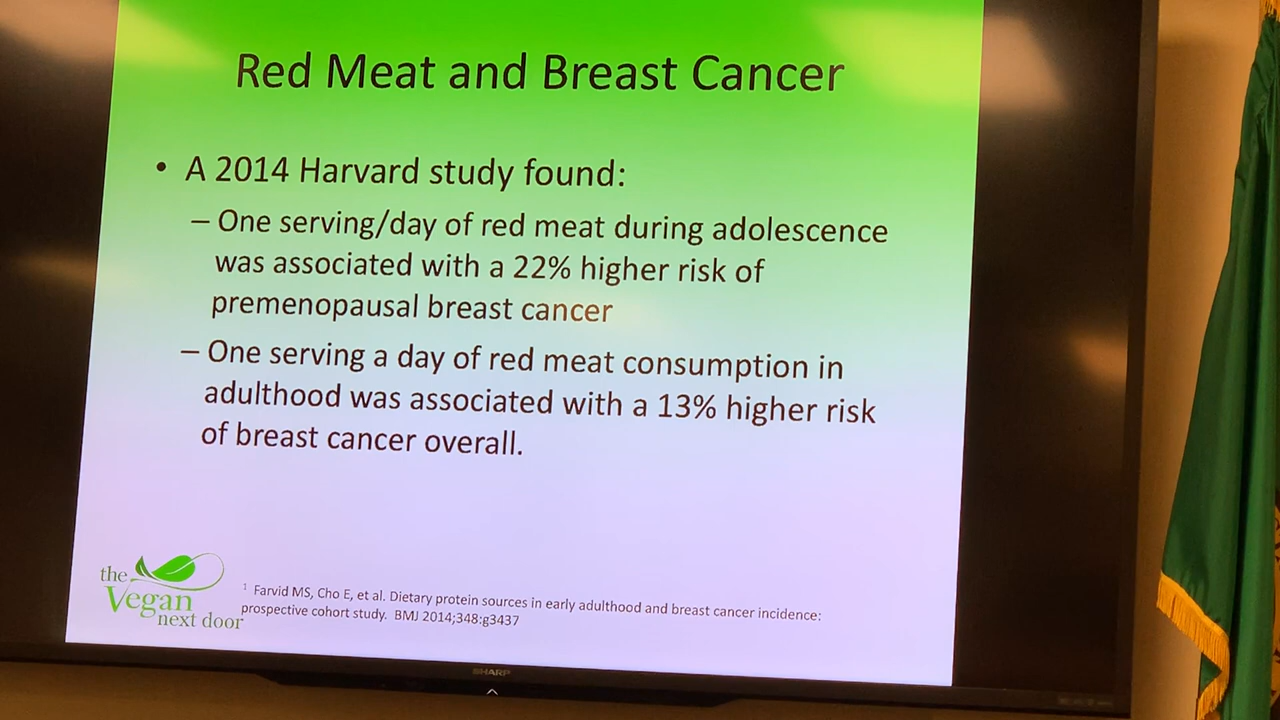 Red Meat and Breast Cancer
• A 2014 Harvard study found:
– One serving/day of red meat during adolescence
was associated with a 22% higher risk of
premenopausal breast cancer
– One serving a day of red meat consumption in
adulthood was associated with a 13% higher risk
of breast cancer overall.
the
Vegan
next door
1 Farvid MS, Cho E, et al. Dietary protein sources in early adulthood and breast cancer incidence:
prospective cohort study. BMJ 2014;348:g3437
SHARP